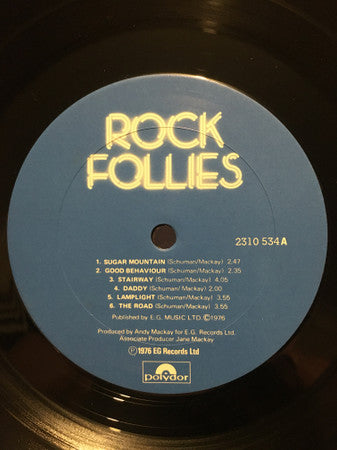 ROCK
FOLLIES
2310 534 A
1. SUGAR MOUNTAIN (Schuman/Mackay) 2.47
2. GOOD BEHAVIOUR (Schuman/Mackay) 2.35
3. STAIRWAY (Schuman/Mackay) 4.05
4. DADDY (Schuman/Mackay) 2.00
5. LAMPLIGHT (Schuman/Mackay) 3.55
6. THE ROAD (Schuman/Mackay) 3.55
Published by E.G. MUSIC LTD. ©1976
Produced by Andy Mackay for E.G. Records Ltd.
Associate Producer Jane Mackay
℗1976 EG Records Ltd
polydor